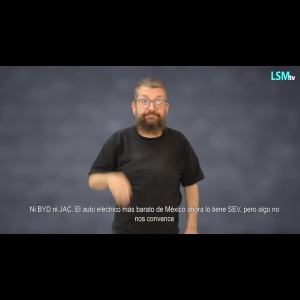 LSMtv
Ni BYD ni JAC. El auto eléctrico más barato de México ahora lo tiene SEV, pero algo no
nos convence